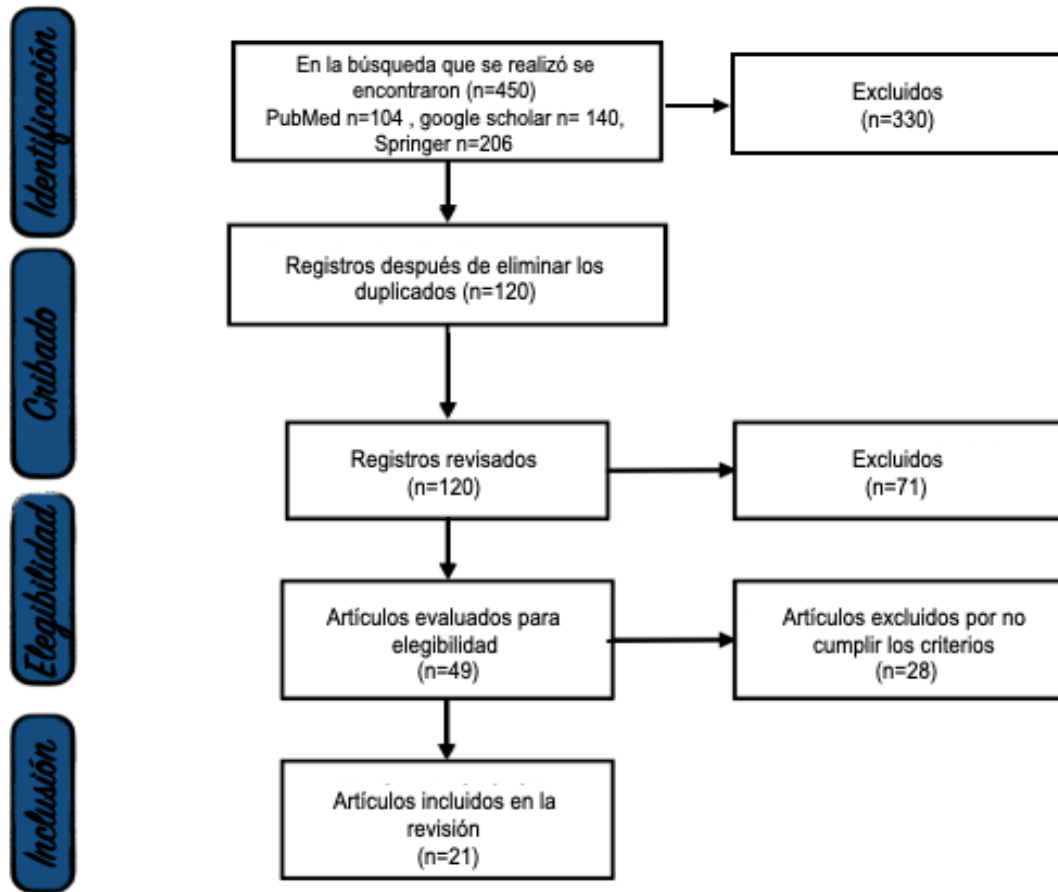 Identificación
En la búsqueda que se realizó se
encontraron (n=450)
PubMed n=104 , google scholar n= 140,
Springer n=206
Excluidos
(n=330)
Cribado
Registros después de eliminar los
duplicados (n=120)
Registros revisados
(n=120)
Excluidos
(n=71)
Elegibilidad
Artículos evaluados para
elegibilidad
(n=49)
Artículos excluidos por no
cumplir los criterios
(n=28)
Inclusión
Artículos incluidos en la
revisión
(n=21)